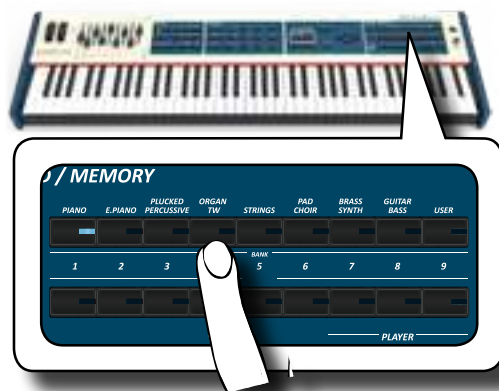 D / MEMORY
PIANO E.PIANO PLUCKED PERCUSSIVE ORGAN TW STRINGS PAD CHOIR BRASS SYNTH GUITAR BASS USER
BANK
1 2 3 5 6 7 8 9
PLAYER